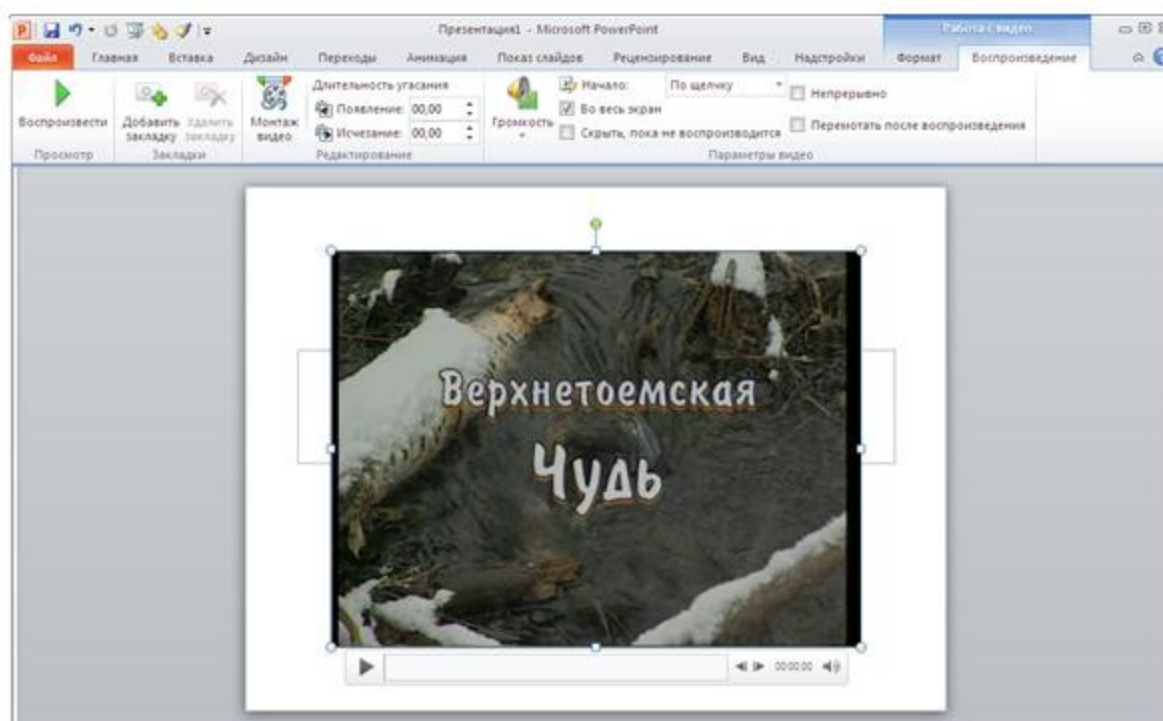 Презентация1 - Microsoft PowerPoint
Работа с видео
Файл Главная Вставка Дизайн Переходы Анимация Показ слайдов Рецензирование Вид Надстройки Формат Воспроизведение
Воспроизвести
Добавить закладку
Удалить закладку
Монтаж видео
Длительность угасания
Появление: 00,00
Исчезание: 00,00
Громкость
Начало: По щелчку
Во весь экран
Скрыть, пока не воспроизводится
Непрерывно
Перемотать после воспроизведения
Просмотр Закладки Редактирование Параметры видео
Верхнетоемская
Чудь
00:00:00